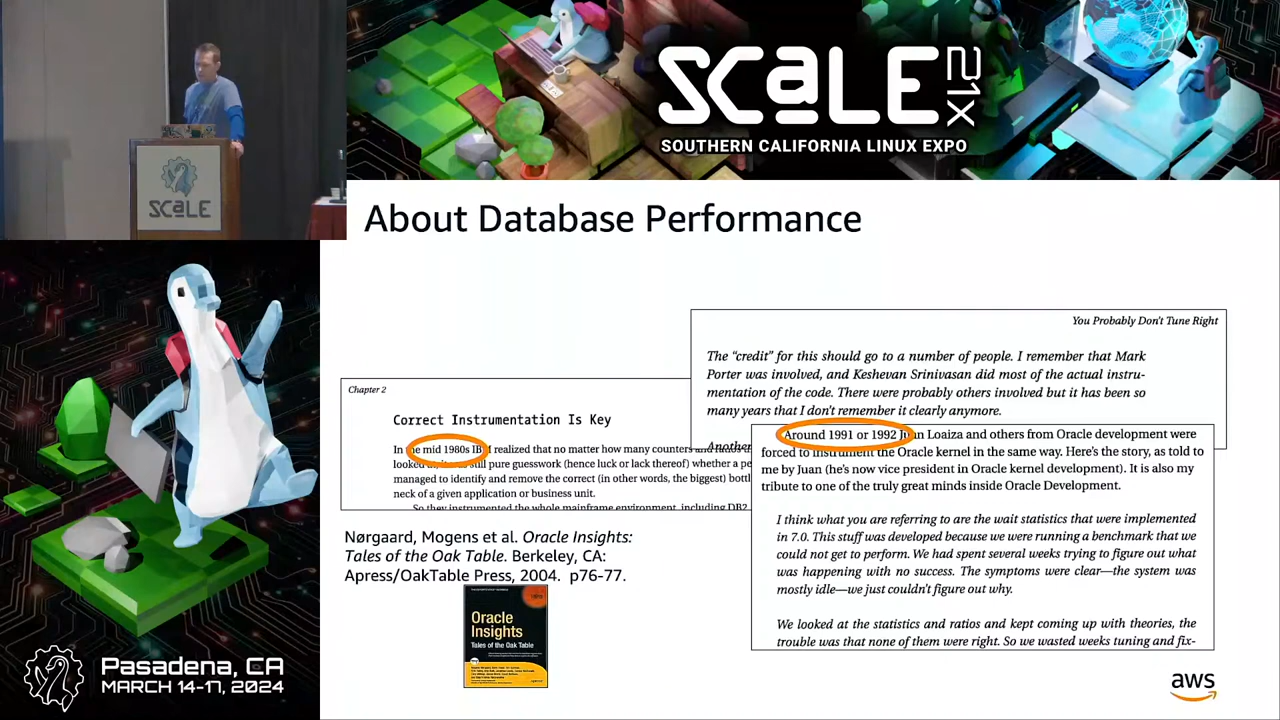 SCaLE 21X
SOUTHERN CALIFORNIA LINUX EXPO
SCaLE
About Database Performance
You Probably Don't Tune Right
The “credit” for this should go to a number of people. I remember that Mark
Porter was involved, and Keshevan Srinivasan did most of the actual instru-
mentation of the code. There were probably others involved but it has been so
many years that I don't remember it clearly anymore.
Another
Chapter 2
Correct Instrumentation Is Key
In the mid 1980s IBM realized that no matter how many counters
looked still pure guesswork (hence luck or lack thereof) whether a pe
managed to identify and remove the correct (in other words, the biggest) bottl
neck of a given application or business unit.
So they instrumented the whole mainframe environment, including DB2
Around 1991 or 1992 Juan Loaiza and others from Oracle development were
forced to instrument the Oracle kernel in the same way. Here's the story, as told to
me by Juan (he's now vice president in Oracle kernel development). It is also my
tribute to one of the truly great minds inside Oracle Development.
I think what you are referring to are the wait statistics that were implemented
in 7.0. This stuff was developed because we were running a benchmark that we
could not get to perform. We had spent several weeks trying to figure out what
was happening with no success. The symptoms were clear—the system was
mostly idle—we just couldn't figure out why.
We looked at the statistics and ratios and kept coming up with theories, the
trouble was that none of them were right. So we wasted weeks tuning and fix-
Nørgaard, Mogens et al. Oracle Insights:
Tales of the Oak Table. Berkeley, CA:
Apress/OakTable Press, 2004. p76-77.
Oracle
Insights
Tales of the Oak Table
Pasadena, CA
MARCH 14-17, 2024
aws